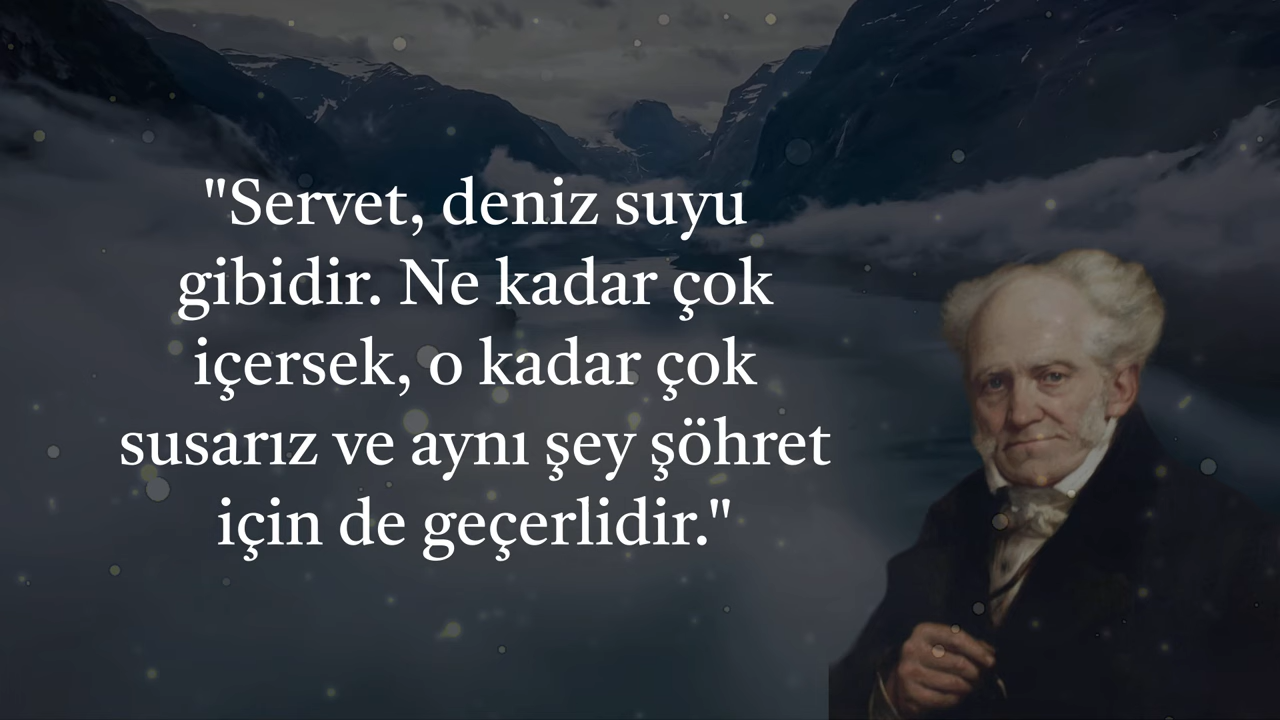 "Servet, deniz suyu
gibidir. Ne kadar çok
içersek, o kadar çok
susarız ve aynı şey şöhret
için de geçerlidir."